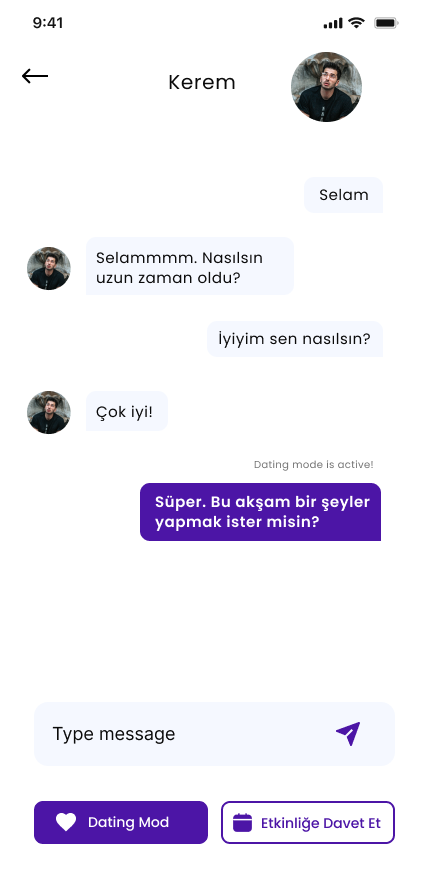 9:41
Kerem
Selam
Selammmm. Nasılsın
uzun zaman oldu?
İyiyim sen nasılsın?
Çok iyi!
Dating mode is active!
Süper. Bu akşam bir şeyler
yapmak ister misin?
Type message
Dating Mod
Etkinliğe Davet Et